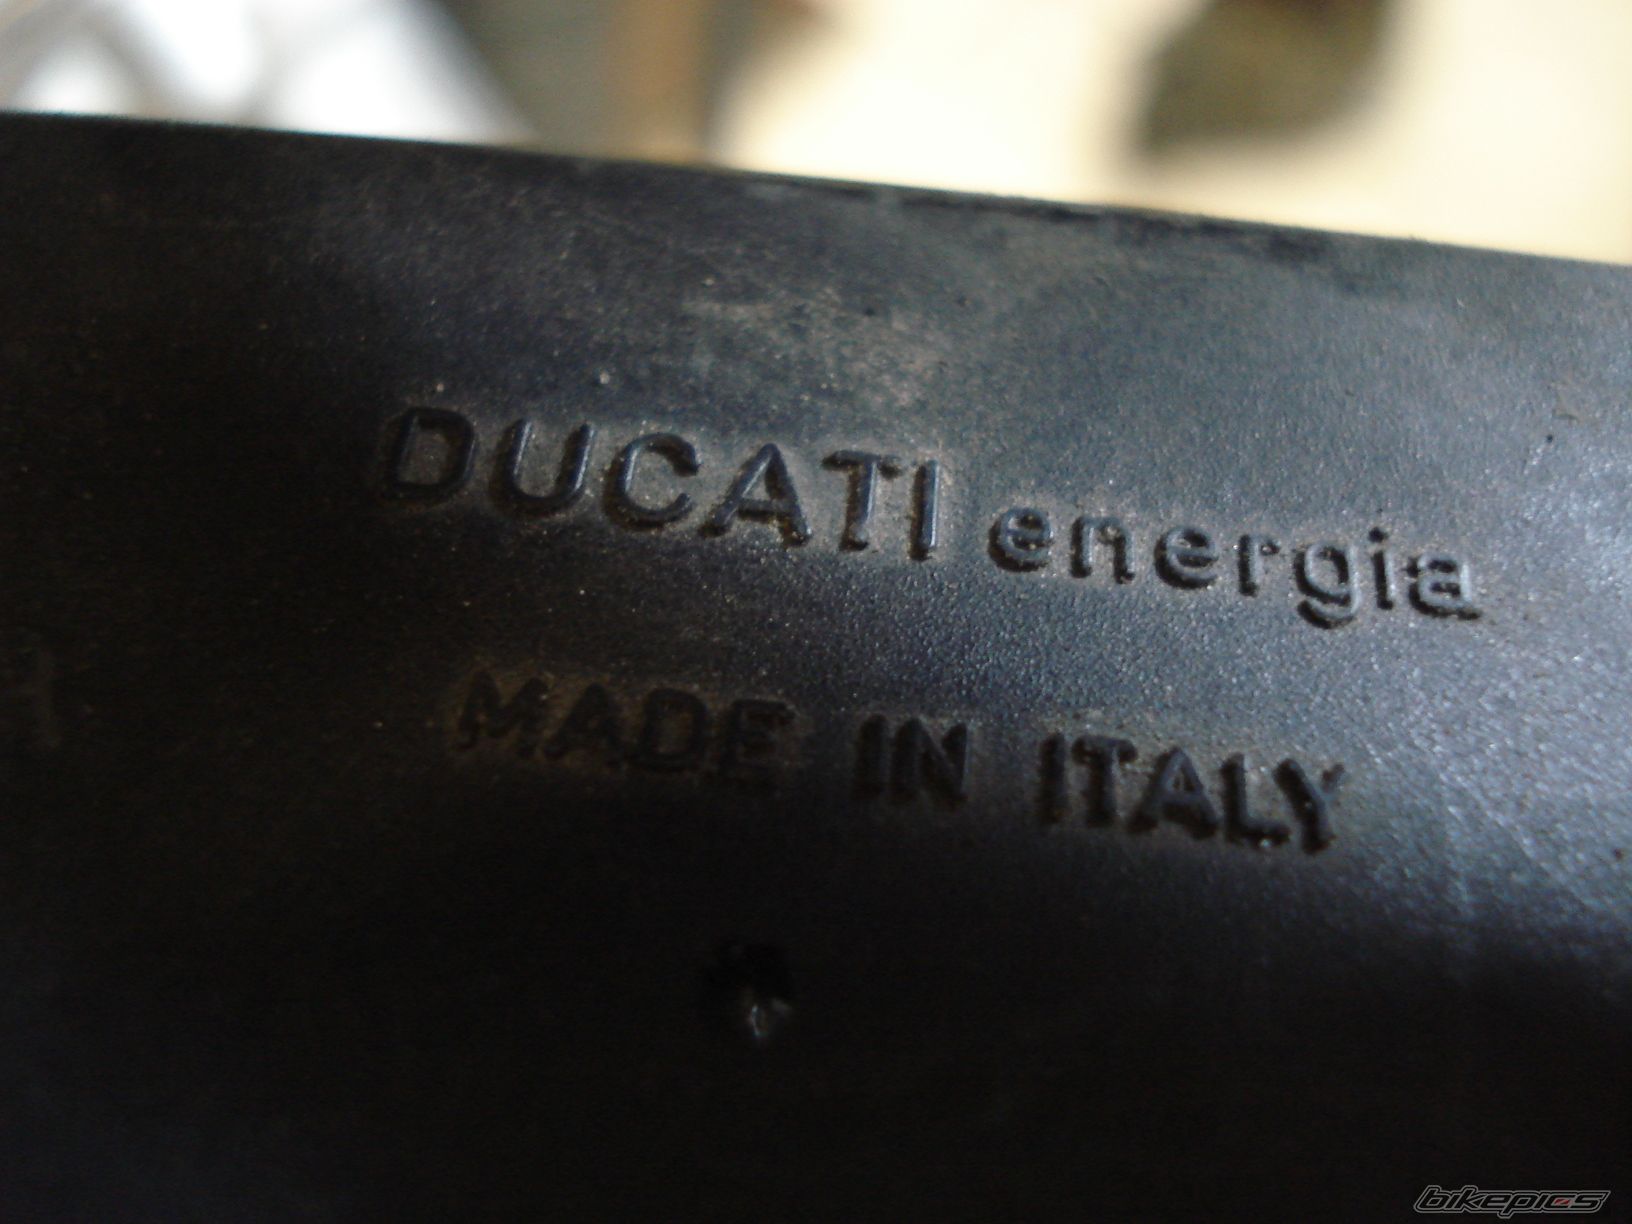 DUCATI energia
MADE IN ITALY
bikepics